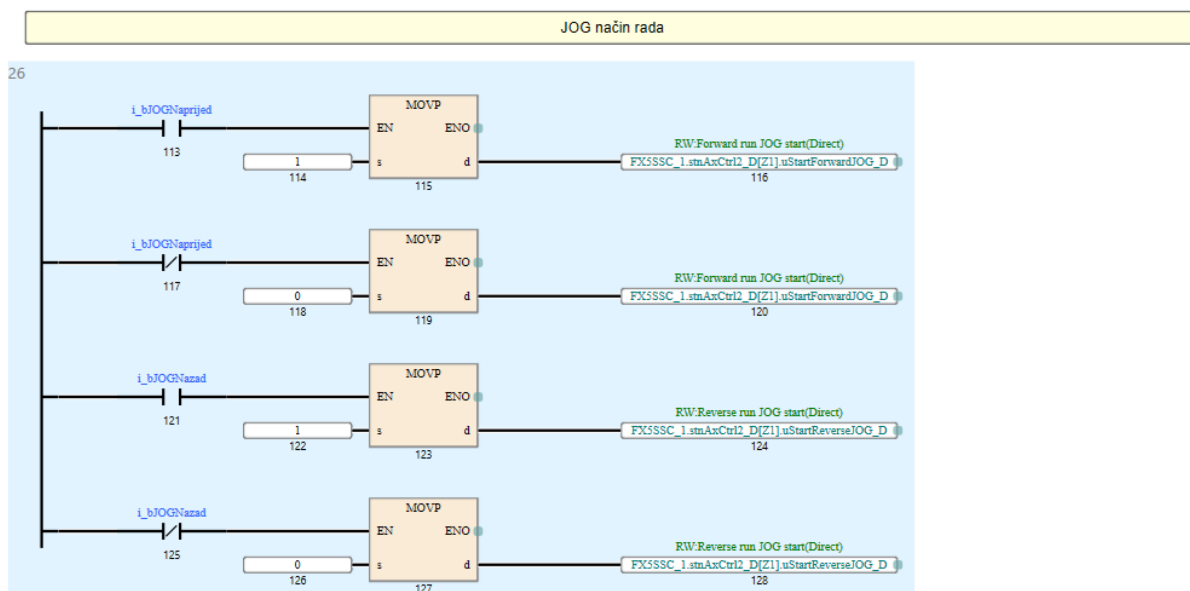 JOG način rada
26
i_bJOGNaprijed
113
MOVP
EN ENO
1
114
s d
115
RW:Forward run JOG start(Direct)
FX5SSC_1.stnAxCtrl2_D[Z1].uStartForwardJOG_D
116
i_bJOGNaprijed
117
MOVP
EN ENO
0
118
s d
119
RW:Forward run JOG start(Direct)
FX5SSC_1.stnAxCtrl2_D[Z1].uStartForwardJOG_D
120
i_bJOGNazad
121
MOVP
EN ENO
1
122
s d
123
RW:Reverse run JOG start(Direct)
FX5SSC_1.stnAxCtrl2_D[Z1].uStartReverseJOG_D
124
i_bJOGNazad
125
MOVP
EN ENO
0
126
s d
127
RW:Reverse run JOG start(Direct)
FX5SSC_1.stnAxCtrl2_D[Z1].uStartReverseJOG_D
128